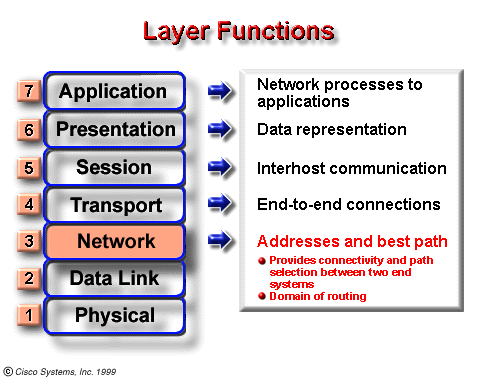 Layer Functions
7 Application Network processes to
applications
6 Presentation Data representation
5 Session Interhost communication
4 Transport End-to-end connections
3 Network Addresses and best path
Provides connectivity and path
selection between two end
systems
Domain of routing
2 Data Link
1 Physical
© Cisco Systems, Inc. 1999